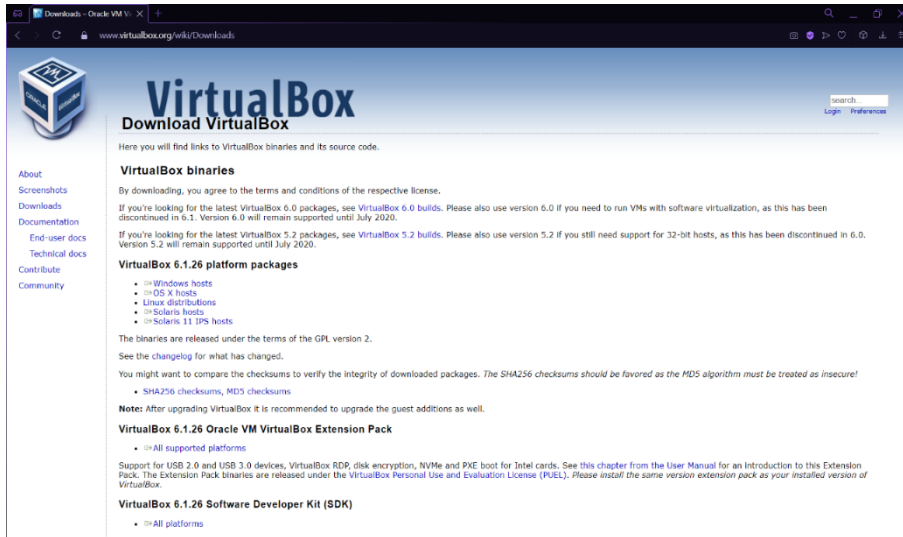 Downloads – Oracle VM Vi
www.virtualbox.org/wiki/Downloads
ORACLE
VirtualBox
VirtualBox
search...
Login Preferences
Download VirtualBox
Here you will find links to VirtualBox binaries and its source code.
About
Screenshots
Downloads
Documentation
End-user docs
Technical docs
Contribute
Community
VirtualBox binaries
By downloading, you agree to the terms and conditions of the respective license.
If you're looking for the latest VirtualBox 6.0 packages, see VirtualBox 6.0 builds. Please also use version 6.0 if you need to run VMs with software virtualization, as this has been
discontinued in 6.1. Version 6.0 will remain supported until July 2020.
If you're looking for the latest VirtualBox 5.2 packages, see VirtualBox 5.2 builds. Please also use version 5.2 if you still need support for 32-bit hosts, as this has been discontinued in 6.0.
Version 5.2 will remain supported until July 2020.
VirtualBox 6.1.26 platform packages
• Windows hosts
• OS X hosts
• Linux distributions
• Solaris hosts
• Solaris 11 IPS hosts
The binaries are released under the terms of the GPL version 2.
See the changelog for what has changed.
You might want to compare the checksums to verify the integrity of downloaded packages. The SHA256 checksums should be favored as the MD5 algorithm must be treated as insecure!
• SHA256 checksums, MD5 checksums
Note: After upgrading VirtualBox it is recommended to upgrade the guest additions as well.
VirtualBox 6.1.26 Oracle VM VirtualBox Extension Pack
• All supported platforms
Support for USB 2.0 and USB 3.0 devices, VirtualBox RDP, disk encryption, NVMe and PXE boot for Intel cards. See this chapter from the User Manual for an introduction to this Extension
Pack. The Extension Pack binaries are released under the VirtualBox Personal Use and Evaluation License (PUEL). Please install the same version extension pack as your installed version of
VirtualBox.
VirtualBox 6.1.26 Software Developer Kit (SDK)
• All platforms